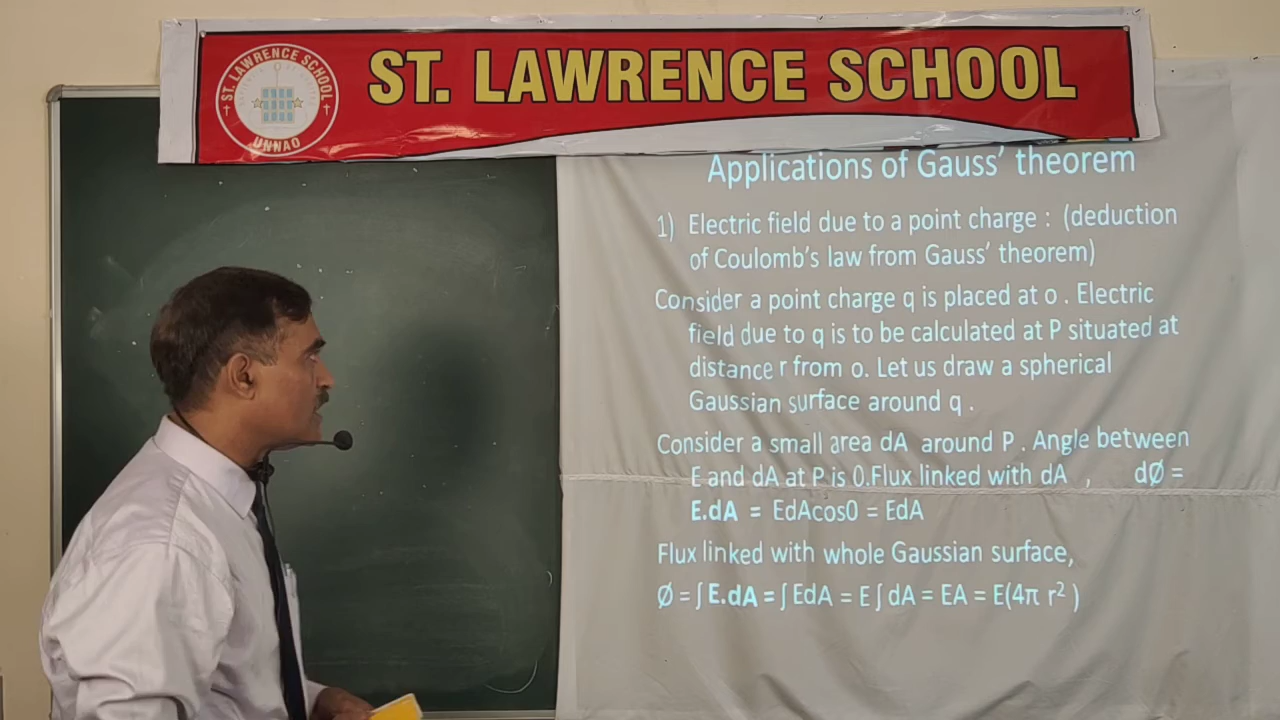 ST. LAWRENCE SCHOOL
ST. LAWRENCE SCHOOL
UNNAO
Applications of Gauss' theorem
1) Electric field due to a point charge : (deduction
of Coulomb's law from Gauss' theorem)
Consider a point charge q is placed at o . Electric
field due to q is to be calculated at P situated at
distance r from o. Let us draw a spherical
Gaussian surface around q .
Consider a small area dA around P . Angle between
E and dA at P is 0.Flux linked with dA , dØ =
E.dA = EdAcos0 = EdA
Flux linked with whole Gaussian surface,
Ø = ∫ E.dA = ∫ EdA = E ∫ dA = EA = E(4π r² )